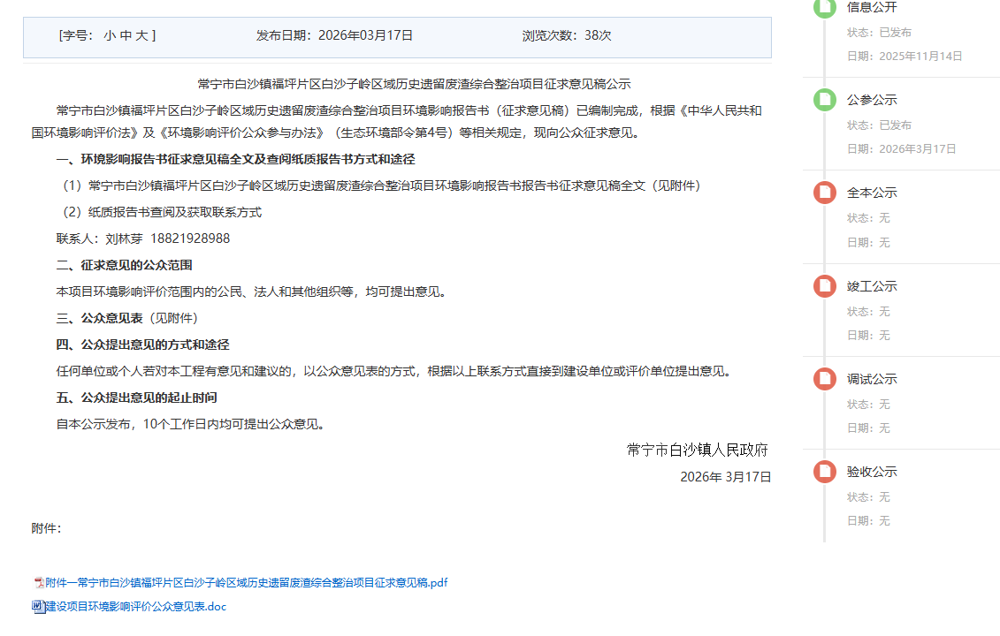 [字号： 小 中 大 ]
发布日期：2026年03月17日
浏览次数：38次
常宁市白沙镇福坪片区白沙子岭区域历史遗留废渣综合整治项目征求意见稿公示
常宁市白沙镇福坪片区白沙子岭区域历史遗留废渣综合整治项目环境影响报告书（征求意见稿）已编制完成，根据《中华人民共和
国环境影响评价法》及《环境影响评价公众参与办法》（生态环境部令第4号）等相关规定，现向公众征求意见。
一、环境影响报告书征求意见稿全文及查阅纸质报告书方式和途径
（1）常宁市白沙镇福坪片区白沙子岭区域历史遗留废渣综合整治项目环境影响报告书报告书征求意见稿全文（见附件）
（2）纸质报告书查阅及获取联系方式
联系人：刘林芽 18821928988
二、征求意见的公众范围
本项目环境影响评价范围内的公民、法人和其他组织等，均可提出意见。
三、公众意见表（见附件）
四、公众提出意见的方式和途径
任何单位或个人若对本工程有意见和建议的，以公众意见表的方式，根据以上联系方式直接到建设单位或评价单位提出意见。
五、公众提出意见的起止时间
自本公示发布，10个工作日内均可提出公众意见。
常宁市白沙镇人民政府
2026年 3月17日
附件：
附件一常宁市白沙镇福坪片区白沙子岭区域历史遗留废渣综合整治项目征求意见稿.pdf
建设项目环境影响评价公众意见表.doc
信息公开
状态：已发布
日期：2025年11月14日
公参公示
状态：已发布
日期：2026年3月17日
全本公示
状态：无
日期：无
竣工公示
状态：无
日期：无
调试公示
状态：无
日期：无
验收公示
状态：无
日期：无